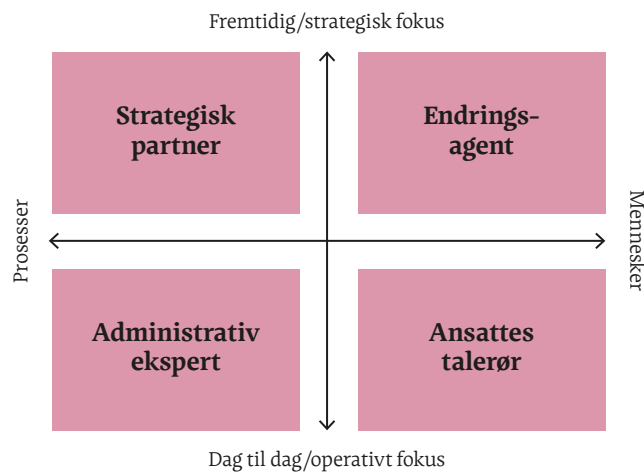 Fremtidig/strategisk fokus
Strategisk
partner
Endrings-
agent
Prosesser
Mennesker
Administrativ
ekspert
Ansattes
talerør
Dag til dag/operativt fokus